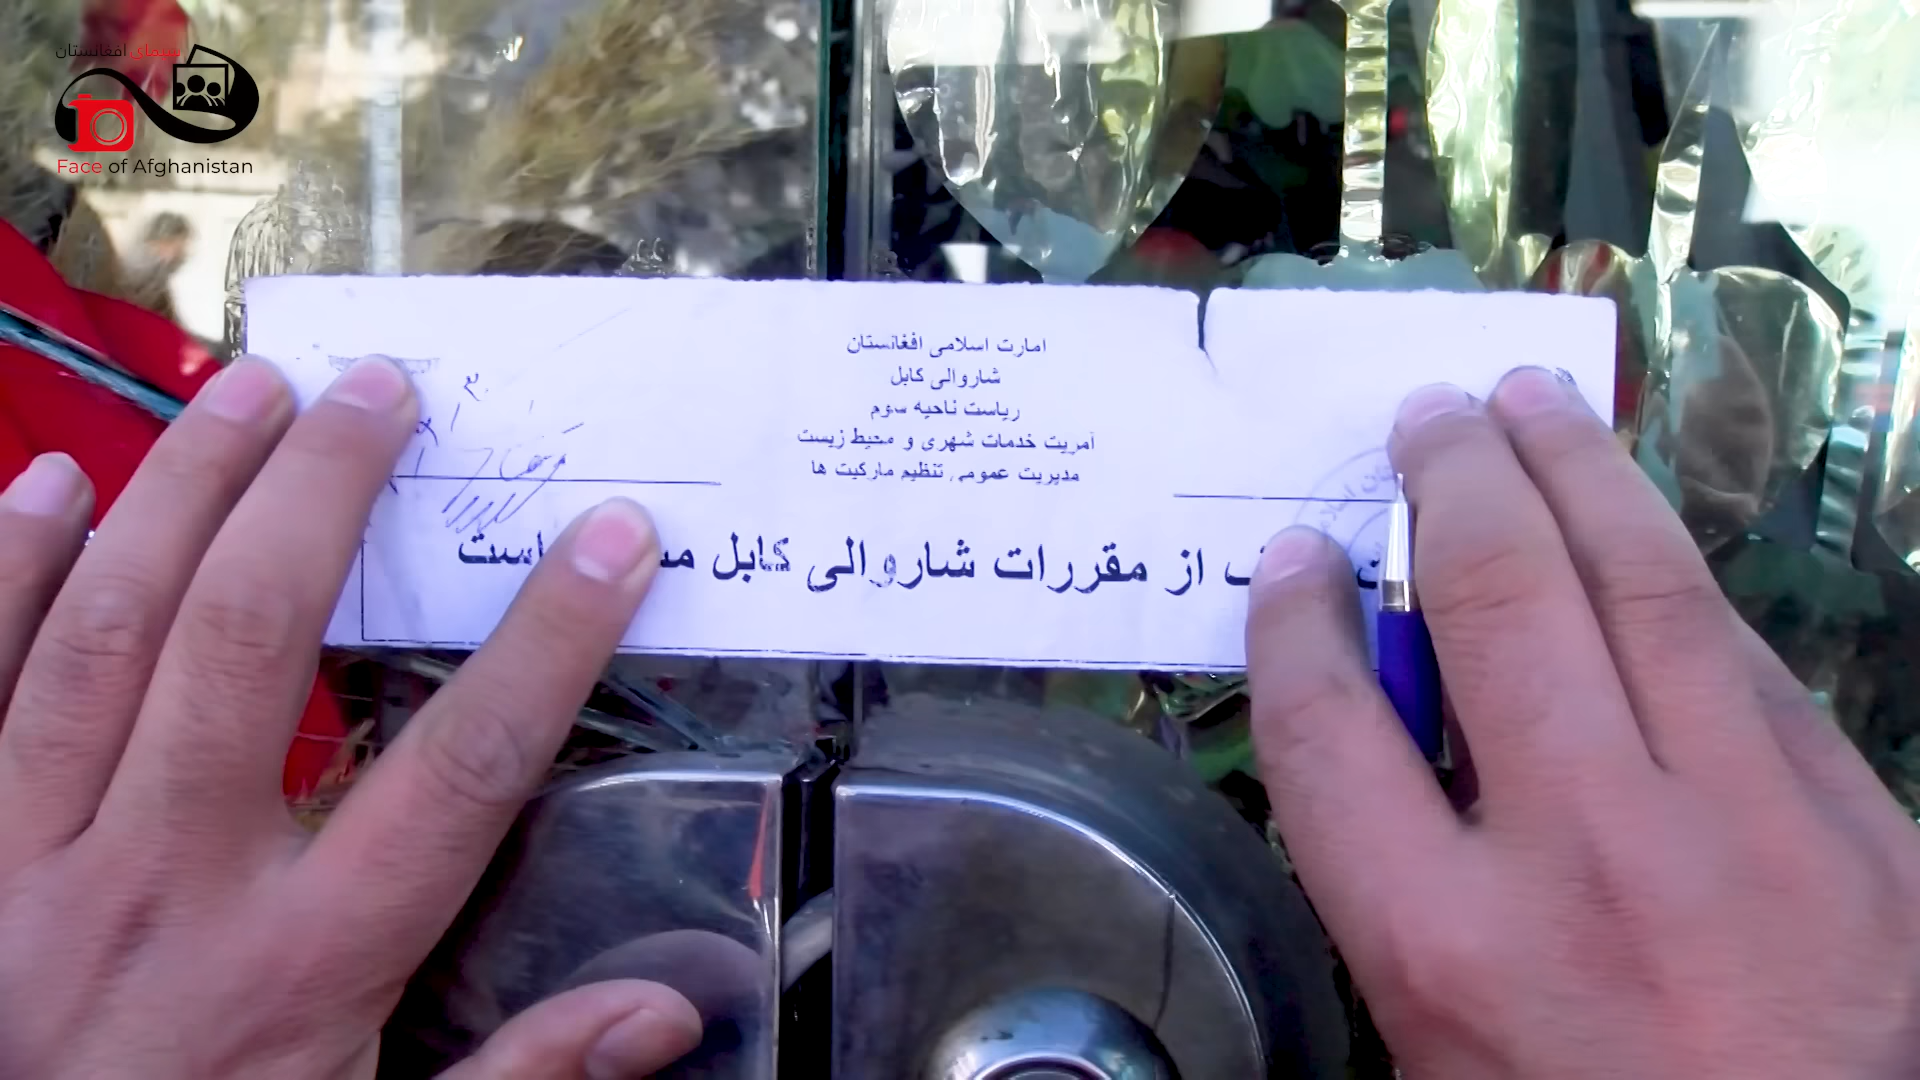 سیمای افغانستان
Face of Afghanistan
امارت اسلامی افغانستان
شاروالی کابل
ریاست ناحیه سوم
آمریت خدمات شهری و محیط زیست
مدیریت عمومی تنظیم مارکیت ها
از مقررات شاروالی کابل است